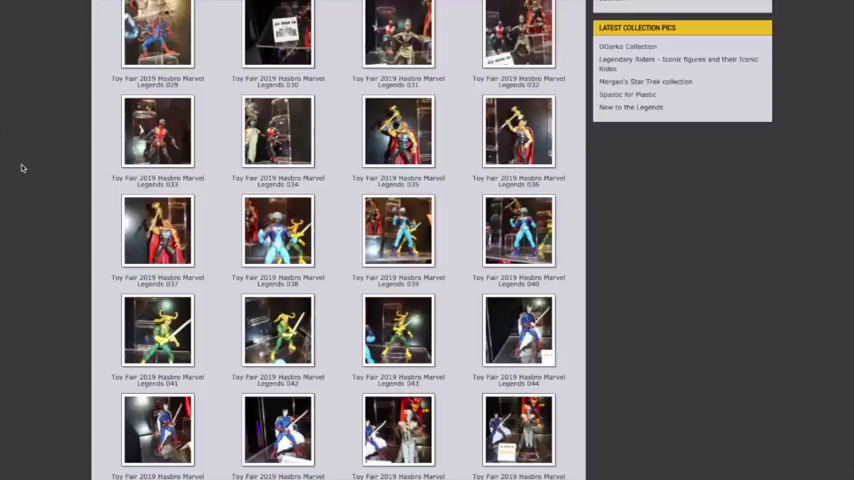 LATEST COLLECTION PICS
DDarko Collection
Legendary Riders - Iconic figures and their Iconic
Rides
Morgan's Star Trek collection
Spastic for Plastic
New to the Legends
Toy Fair 2019 Hasbro Marvel
Legends 029
Toy Fair 2019 Hasbro Marvel
Legends 030
Toy Fair 2019 Hasbro Marvel
Legends 031
Toy Fair 2019 Hasbro Marvel
Legends 032
Toy Fair 2019 Hasbro Marvel
Legends 033
Toy Fair 2019 Hasbro Marvel
Legends 034
Toy Fair 2019 Hasbro Marvel
Legends 035
Toy Fair 2019 Hasbro Marvel
Legends 036
Toy Fair 2019 Hasbro Marvel
Legends 037
Toy Fair 2019 Hasbro Marvel
Legends 038
Toy Fair 2019 Hasbro Marvel
Legends 039
Toy Fair 2019 Hasbro Marvel
Legends 040
Toy Fair 2019 Hasbro Marvel
Legends 041
Toy Fair 2019 Hasbro Marvel
Legends 042
Toy Fair 2019 Hasbro Marvel
Legends 043
Toy Fair 2019 Hasbro Marvel
Legends 044
Toy Fair 2019 Hasbro Marvel
Toy Fair 2019 Hasbro Marvel
Toy Fair 2019 Hasbro Marvel
Toy Fair 2019 Hasbro Marvel